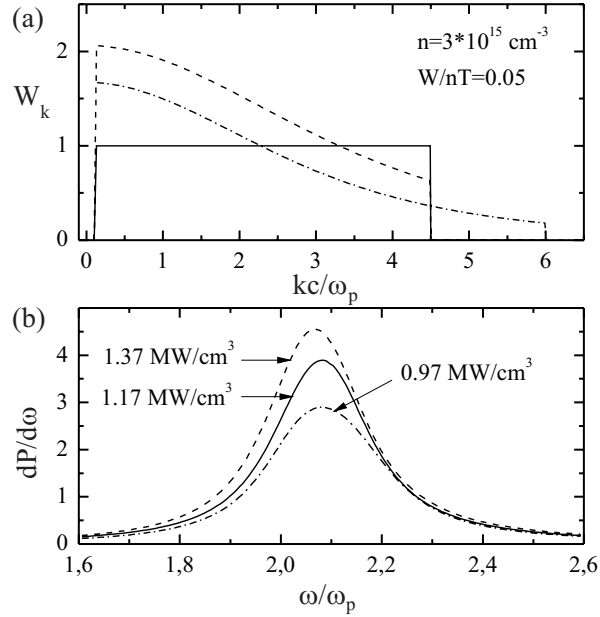 (a)
n=3*10^15 cm^-3
W/nT=0.05
W_k
2
1
0
0 1 2 3 4 5 6 7
kc/ω_p
(b)
1.37 MW/cm^3
0.97 MW/cm^3
1.17 MW/cm^3
dP/dω
4
3
2
1
0
1,6 1,8 2,0 2,2 2,4 2,6
ω/ω_p